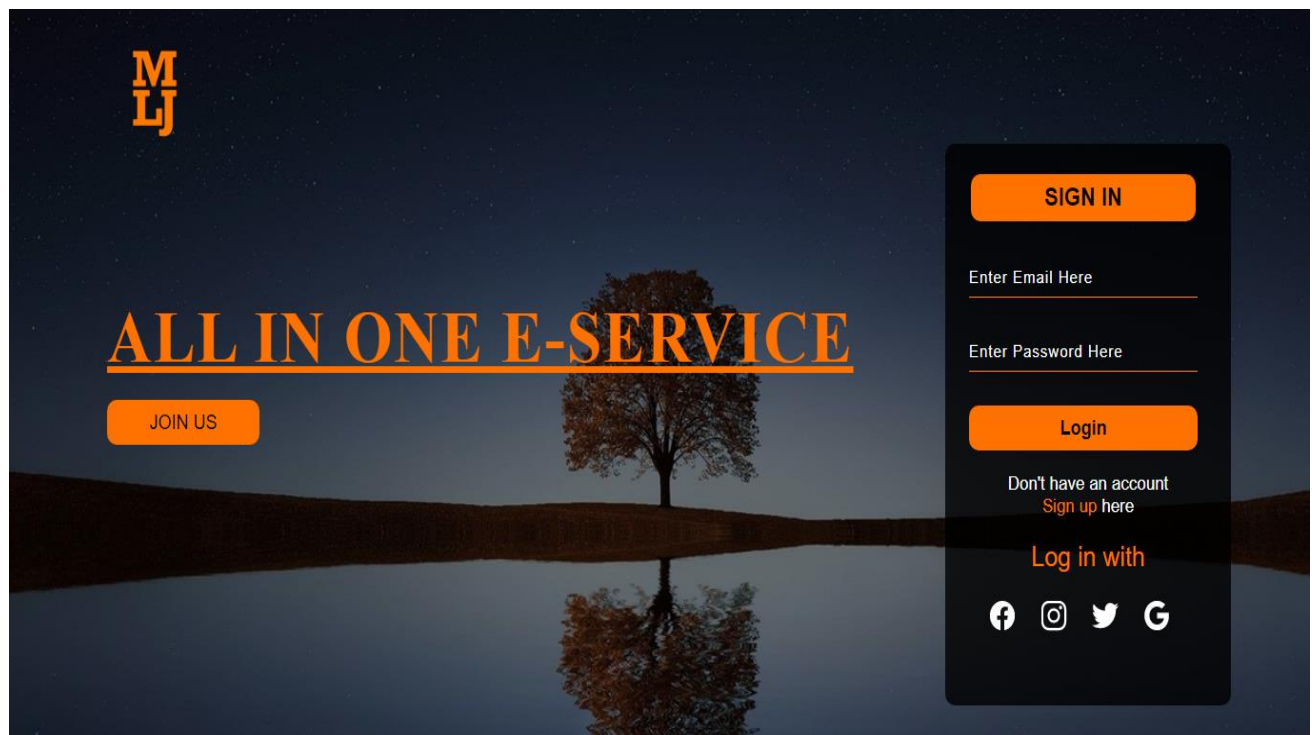 M
LJ
ALL IN ONE E-SERVICE
JOIN US
SIGN IN
Enter Email Here
Enter Password Here
Login
Don't have an account
Sign up here
Log in with